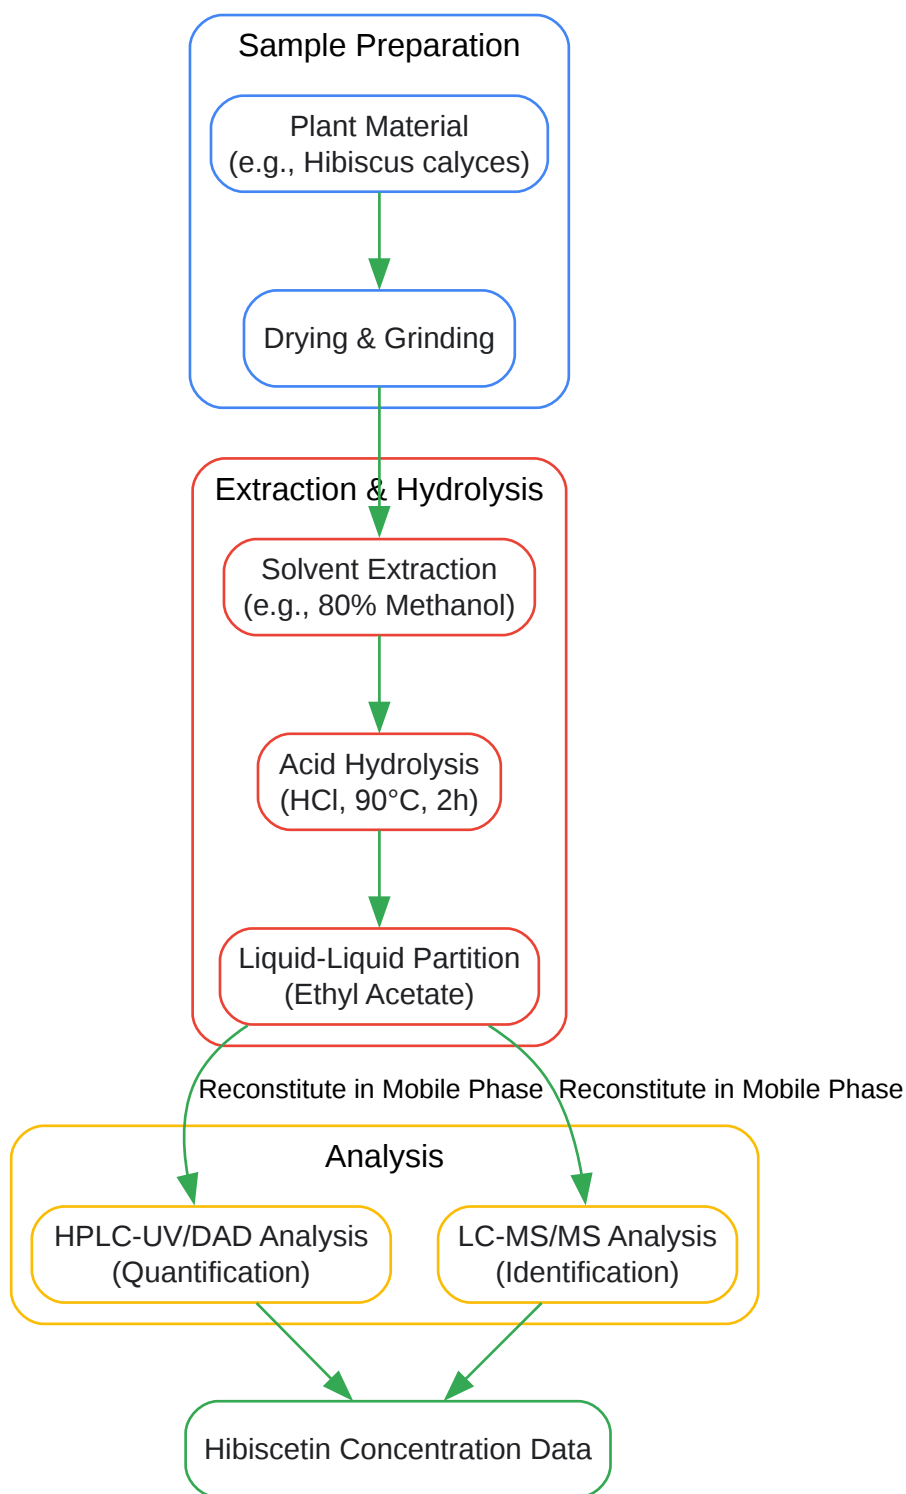 Sample Preparation
Plant Material
(e.g., Hibiscus calyces)
Drying & Grinding
Extraction & Hydrolysis
Solvent Extraction
(e.g., 80% Methanol)
Acid Hydrolysis
(HCl, 90°C, 2h)
Liquid-Liquid Partition
(Ethyl Acetate)
Reconstitute in Mobile Phase
Reconstitute in Mobile Phase
Analysis
HPLC-UV/DAD Analysis
(Quantification)
LC-MS/MS Analysis
(Identification)
Hibiscetin Concentration Data